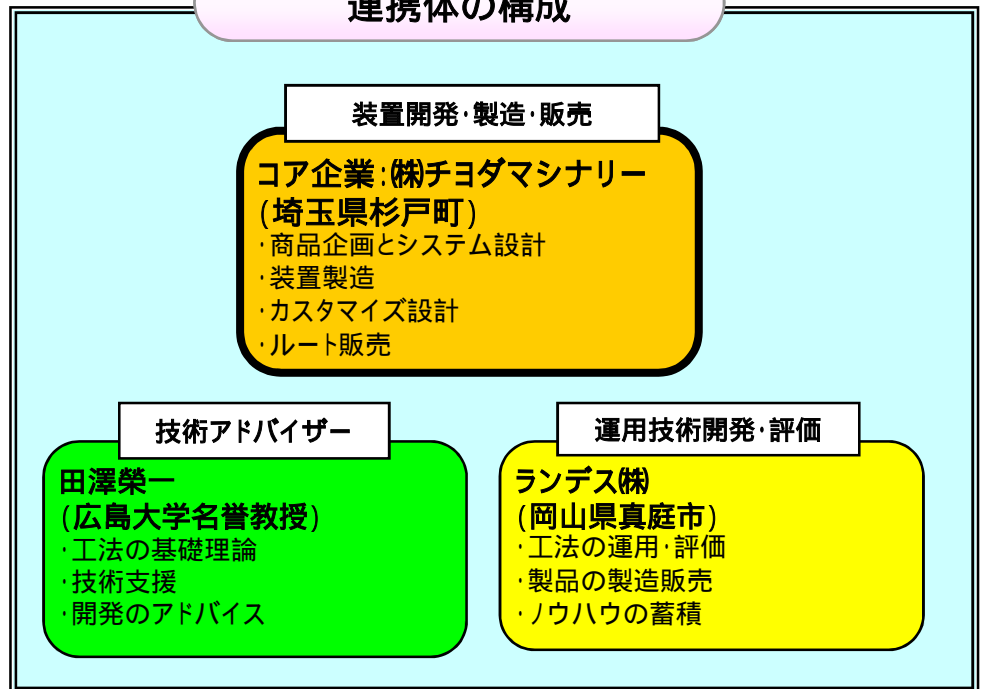 連携体の構成
装置開発・製造・販売
コア企業:㈱チヨダマシナリー
(埼玉県杉戸町)
・商品企画とシステム設計
・装置製造
・カスタマイズ設計
・ルート販売
技術アドバイザー
田澤榮一
(広島大学名誉教授)
・工法の基礎理論
・技術支援
・開発のアドバイス
運用技術開発・評価
ランデス㈱
(岡山県真庭市)
・工法の運用・評価
・製品の製造販売
・ノウハウの蓄積